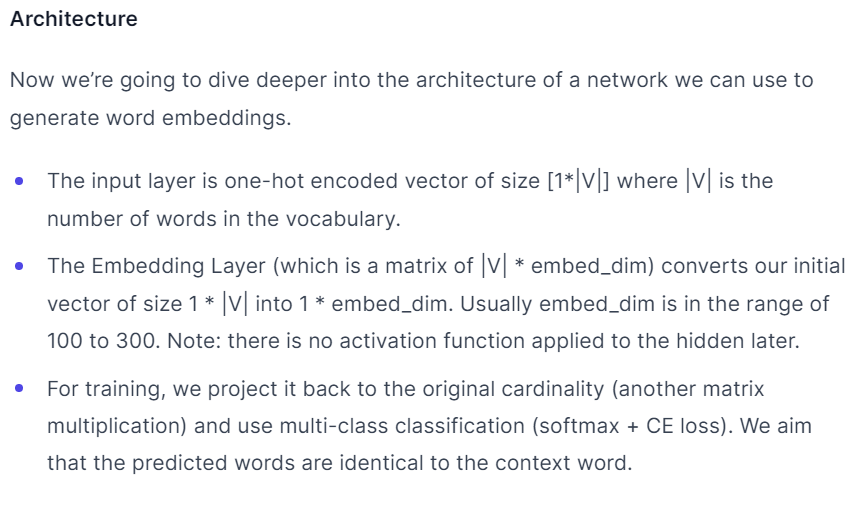 Architecture
Now we’re going to dive deeper into the architecture of a network we can use to
generate word embeddings.
The input layer is one-hot encoded vector of size [1*|V|] where |V| is the
number of words in the vocabulary.
The Embedding Layer (which is a matrix of |V| * embed_dim) converts our initial
vector of size 1 * |V| into 1 * embed_dim. Usually embed_dim is in the range of
100 to 300. Note: there is no activation function applied to the hidden later.
For training, we project it back to the original cardinality (another matrix
multiplication) and use multi-class classification (softmax + CE loss). We aim
that the predicted words are identical to the context word.